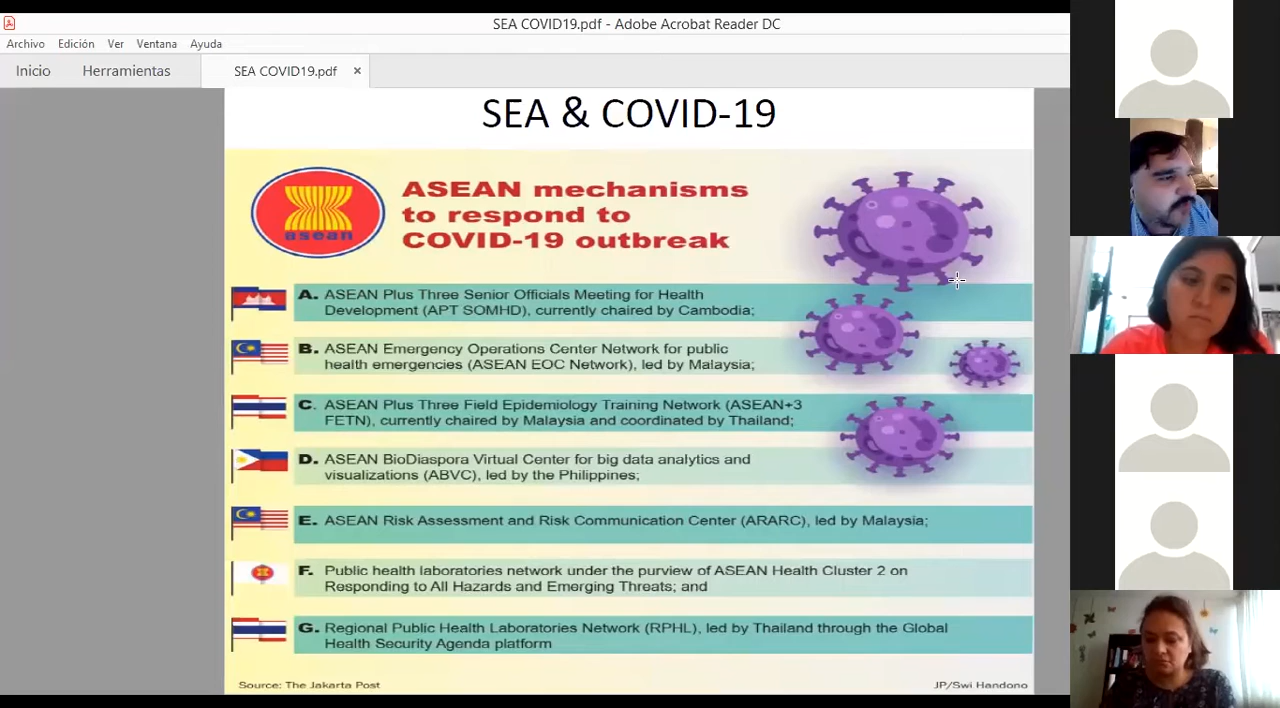 SEA COVID19.pdf - Adobe Acrobat Reader DC
Archivo Edición Ver Ventana Ayuda
Inicio Herramientas SEA COVID19.pdf ×
SEA & COVID-19
asean
ASEAN mechanisms
to respond to
COVID-19 outbreak
A. ASEAN Plus Three Senior Officials Meeting for Health
Development (APT SOMHD), currently chaired by Cambodia;
B. ASEAN Emergency Operations Center Network for public
health emergencies (ASEAN EOC Network), led by Malaysia;
C. ASEAN Plus Three Field Epidemiology Training Network (ASEAN+3
FETN), currently chaired by Malaysia and coordinated by Thailand;
D. ASEAN BioDiaspora Virtual Center for big data analytics and
visualizations (ABVC), led by the Philippines;
E. ASEAN Risk Assessment and Risk Communication Center (ARARC), led by Malaysia;
F. Public health laboratories network under the purview of ASEAN Health Cluster 2 on
Responding to All Hazards and Emerging Threats; and
G. Regional Public Health Laboratories Network (RPHL), led by Thailand through the Global
Health Security Agenda platform
Source: The Jakarta Post
JP/Swi Handono